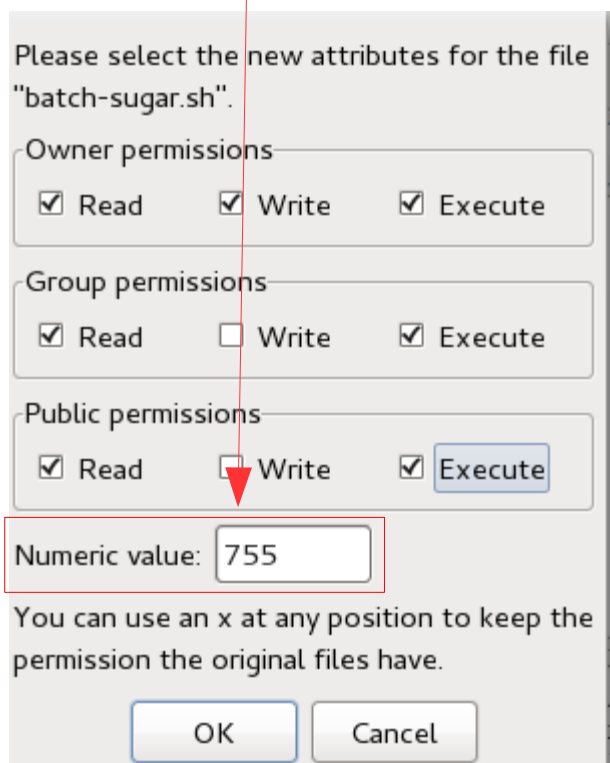 Please select the new attributes for the file
"batch-sugar.sh".
Owner permissions
Read Write Execute
Group permissions
Read Write Execute
Public permissions
Read Write Execute
Numeric value: 755
You can use an x at any position to keep the
permission the original files have.
OK Cancel